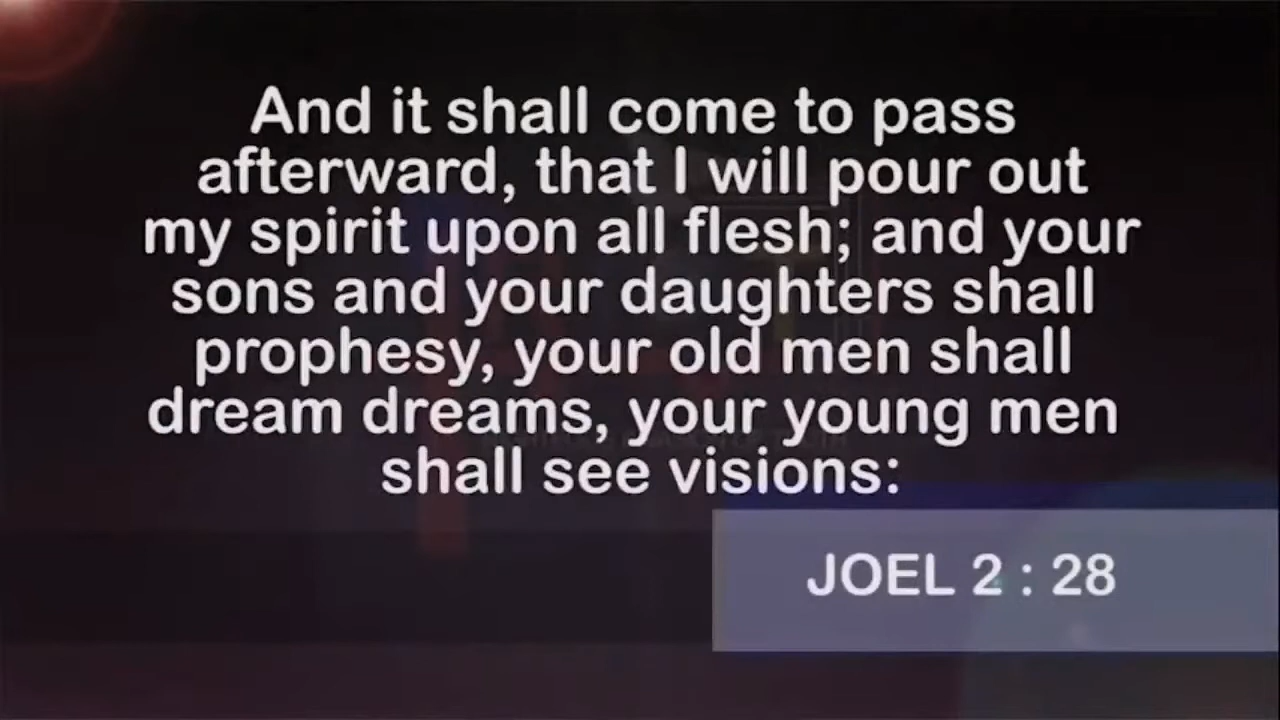 And it shall come to pass
afterward, that I will pour out
my spirit upon all flesh; and your
sons and your daughters shall
prophesy, your old men shall
dream dreams, your young men
shall see visions:
JOEL 2 : 28